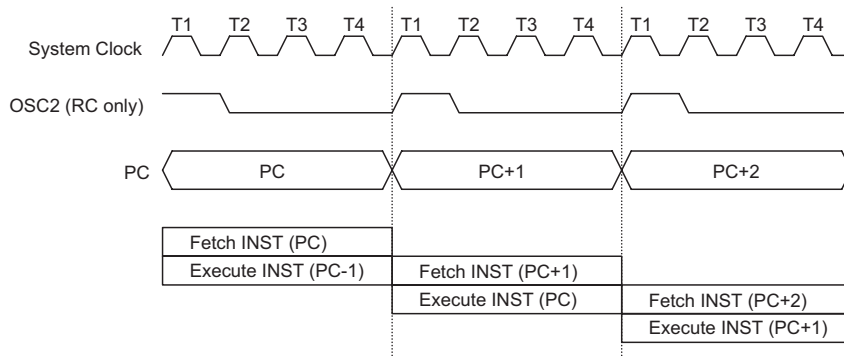 T1 T2 T3 T4 T1 T2 T3 T4 T1 T2 T3 T4
System Clock
OSC2 (RC only)
PC PC PC+1 PC+2
Fetch INST (PC)
Execute INST (PC-1) Fetch INST (PC+1)
Execute INST (PC) Fetch INST (PC+2)
Execute INST (PC+1)